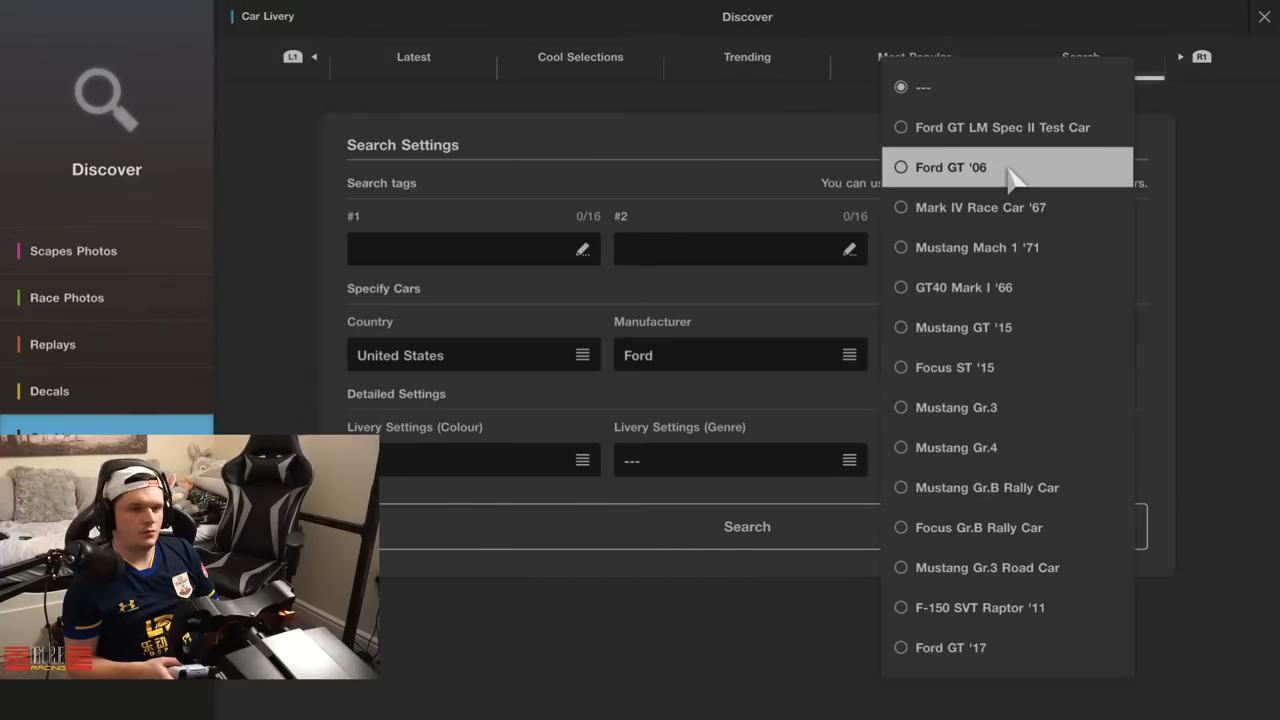 Car Livery
Discover
L1
Latest
Cool Selections
Trending
Most Popular
Search
R1
Discover
Scapes Photos
Race Photos
Replays
Decals
Search Settings
Search tags
You can us
rs.
#1
0/16
#2
0/16
Specify Cars
Country
Manufacturer
United States
Ford
Detailed Settings
Livery Settings (Colour)
Livery Settings (Genre)
---
Search
---
Ford GT LM Spec II Test Car
Ford GT '06
Mark IV Race Car '67
Mustang Mach 1 '71
GT40 Mark I '66
Mustang GT '15
Focus ST '15
Mustang Gr.3
Mustang Gr.4
Mustang Gr.B Rally Car
Focus Gr.B Rally Car
Mustang Gr.3 Road Car
F-150 SVT Raptor '11
Ford GT '17
RACING